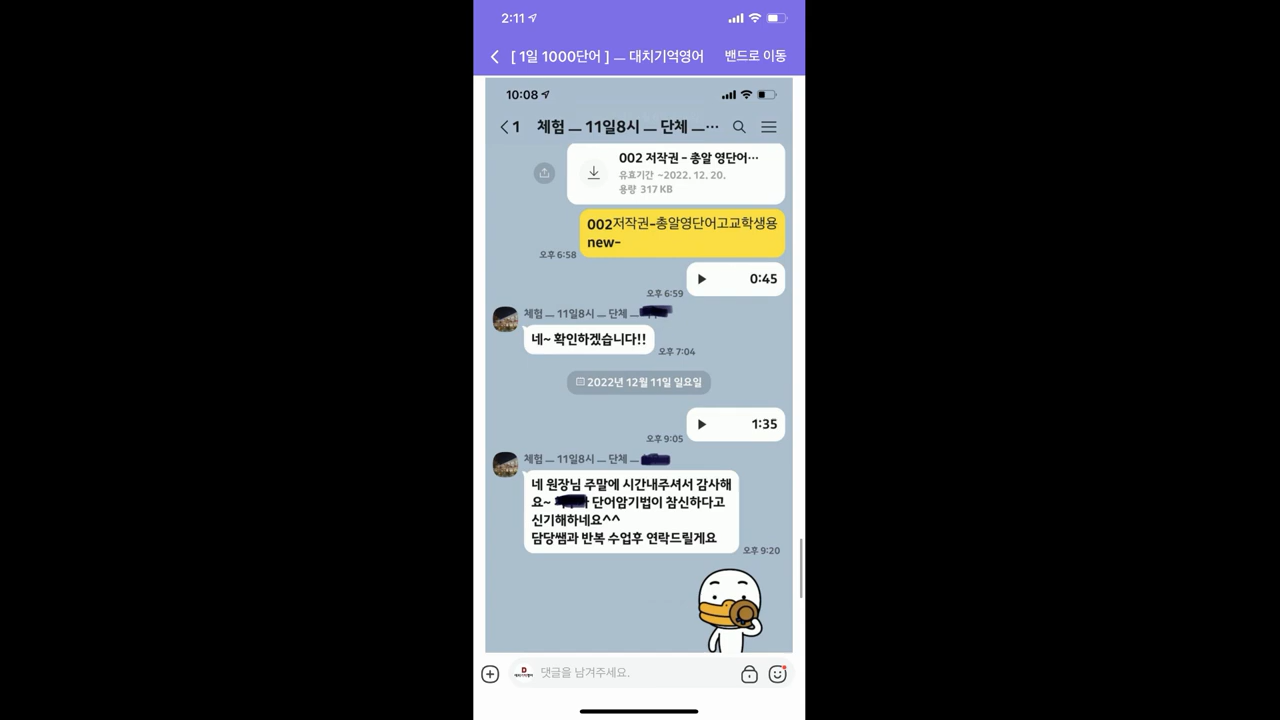 2:11
[ 1일 1000단어 ] ㅡ 대치기억영어 밴드로 이동
10:08
1 체험 ㅡ 11일8시 ㅡ 단체 ㅡ…
002 저작권 - 총알 영단어…
유효기간 ~2022. 12. 20.
용량 317 KB
002저작권-총알영단어고교학생용
new-
오후 6:58
0:45
오후 6:59
체험 ㅡ 11일8시 ㅡ 단체 ㅡ
네~ 확인하겠습니다!!
오후 7:04
2022년 12월 11일 일요일
1:35
오후 9:05
체험 ㅡ 11일8시 ㅡ 단체 ㅡ
네 원장님 주말에 시간내주셔서 감사해
요~ 단어암기법이 참신하다고
신기해하네요^^
담당쌤과 반복 수업후 연락드릴게요
오후 9:20
D
대치기억영어
댓글을 남겨주세요.